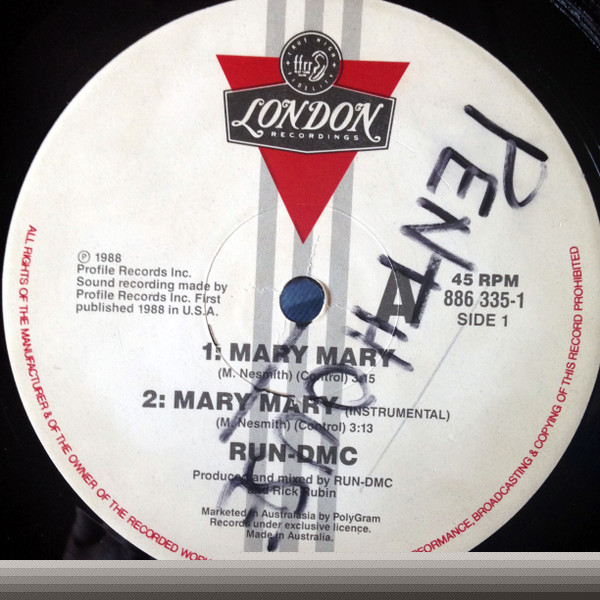 TRUE HIGH
ffrr
FIDELITY
LONDON
RECORDINGS
PENTHOUSE
℗ 1988
Profile Records Inc.
Sound recording made by
Profile Records Inc. First
published 1988 in U.S.A.
A
45 RPM
886 335-1
SIDE 1
1: MARY MARY
(M. Nesmith) (Control) 3:15
2: MARY MARY (INSTRUMENTAL)
(M. Nesmith) (Control) 3:13
RUN-DMC
Produced and mixed by RUN-DMC
and Rick Rubin
Marketed in Australasia by PolyGram
Records under exclusive licence.
Made in Australia.
ALL RIGHTS OF THE MANUFACTURER & OF THE OWNER OF THE RECORDED WORK
PERFORMANCE, BROADCASTING & COPYING OF THIS RECORD PROHIBITED